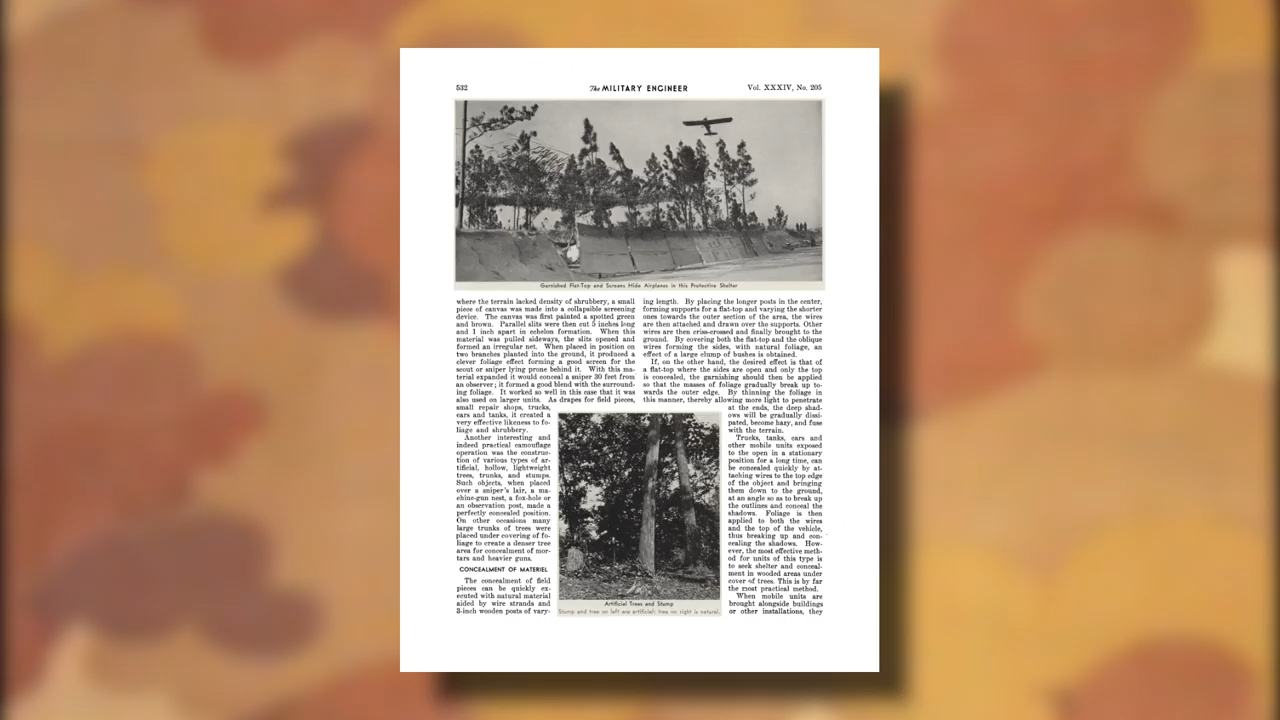 532
The MILITARY ENGINEER
Vol. XXXIV, No. 205
Garnished Flat-Top and Screens Hide Airplanes in this Protective Shelter
where the terrain lacked density of shrubbery, a small
piece of canvas was made into a collapsible screening
device. The canvas was first painted a spotted green
and brown. Parallel slits were then cut 5 inches long
and 1 inch apart in echelon formation. When this
material was pulled sideways, the slits opened and
formed an irregular net. When placed in position on
two branches planted into the ground, it produced a
clever foliage effect forming a good screen for the
scout or sniper lying prone behind it. With this ma-
terial expanded it would conceal a sniper 30 feet from
an observer; it formed a good blend with the surround-
ing foliage. It worked so well in this case that it was
also used on larger units. As drapes for field pieces,
small repair shops, trucks,
cars and tanks, it created a
very effective likeness to fo-
liage and shrubbery.
Another interesting and
indeed practical camouflage
operation was the construc-
tion of various types of ar-
tificial, hollow, lightweight
trees, trunks, and stumps.
Such objects, when placed
over a sniper's lair, a ma-
chine-gun nest, a fox-hole or
an observation post, made a
perfectly concealed position.
On other occasions many
large trunks of trees were
placed under covering of fo-
liage to create a denser tree
area for concealment of mor-
tars and heavier guns.
CONCEALMENT OF MATERIEL
The concealment of field
pieces can be quickly ex-
ecuted with natural material
aided by wire strands and
3-inch wooden posts of vary-
ing length. By placing the longer posts in the center,
forming supports for a flat-top and varying the shorter
ones towards the outer section of the area, the wires
are then attached and drawn over the supports. Other
wires are then criss-crossed and finally brought to the
ground. By covering both the flat-top and the oblique
wires forming the sides, with natural foliage, an
effect of a large clump of bushes is obtained.
If, on the other hand, the desired effect is that of
a flat-top where the sides are open and only the top
is concealed, the garnishing should then be applied
so that the masses of foliage gradually break up to-
wards the outer edge. By thinning the foliage in
this manner, thereby allowing more light to penetrate
at the ends, the deep shad-
ows will be gradually dissi-
pated, become hazy, and fuse
with the terrain.
Trucks, tanks, cars and
other mobile units exposed
to the open in a stationary
position for a long time, can
be concealed quickly by at-
taching wires to the top edge
of the object and bringing
them down to the ground,
at an angle so as to break up
the outlines and conceal the
shadows. Foliage is then
applied to both the wires
and the top of the vehicle,
thus breaking up and con-
cealing the shadows. How-
ever, the most effective meth-
od for units of this type is
to seek shelter and conceal-
ment in wooded areas under
cover of trees. This is by far
the most practical method.
When mobile units are
brought alongside buildings
or other installations, they
Artificial Trees and Stump
Stump and tree on left are artificial; tree on right is natural.